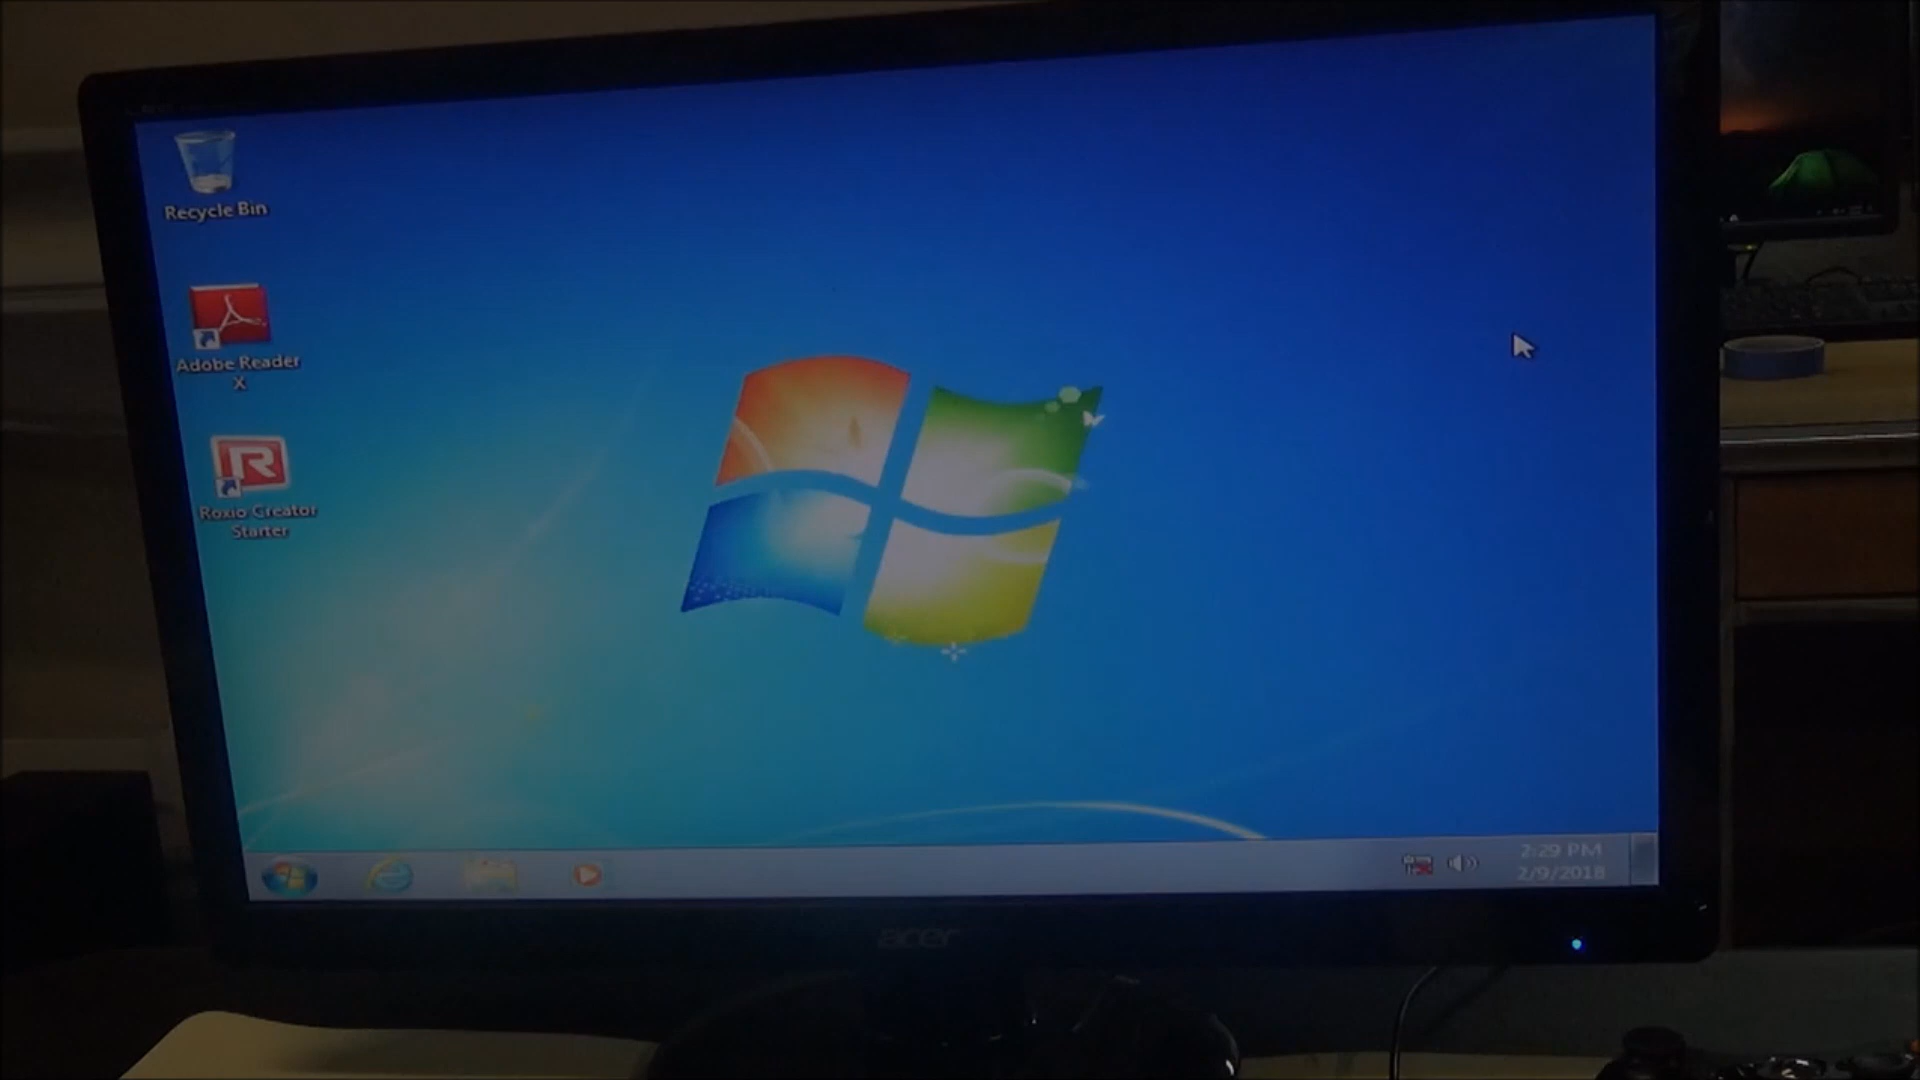 Recycle Bin
Adobe Reader
X
Roxio Creator
Starter
2:29 PM
2/9/2018
acer